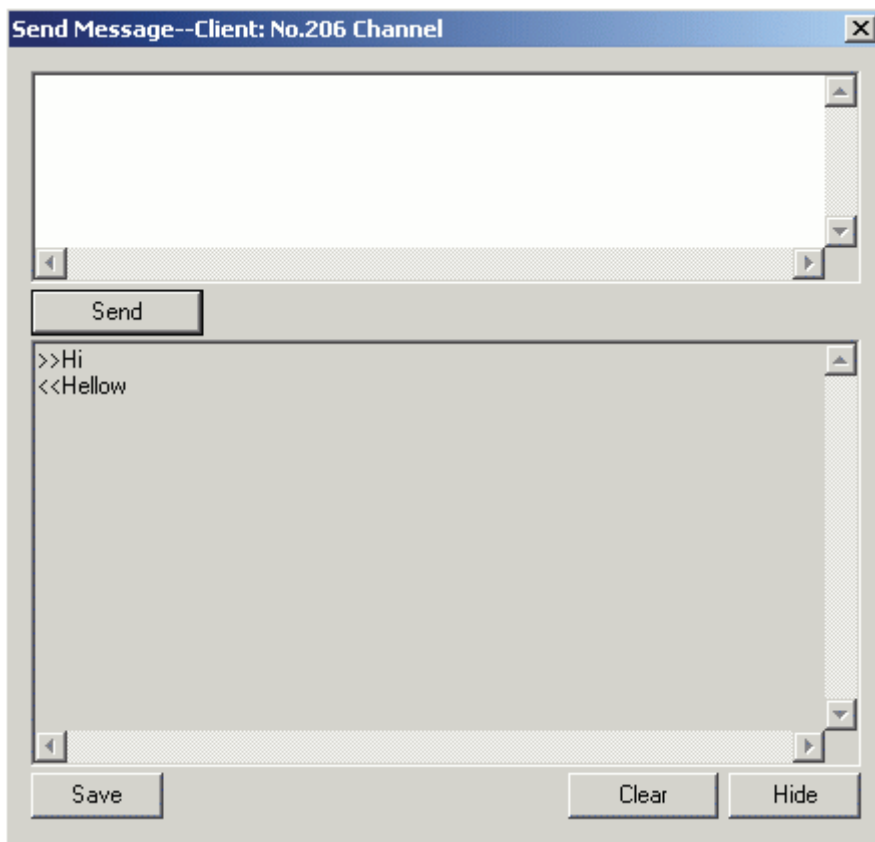 Send Message--Client: No.206 Channel
Send
>>Hi
<<Hellow
Save
Clear
Hide